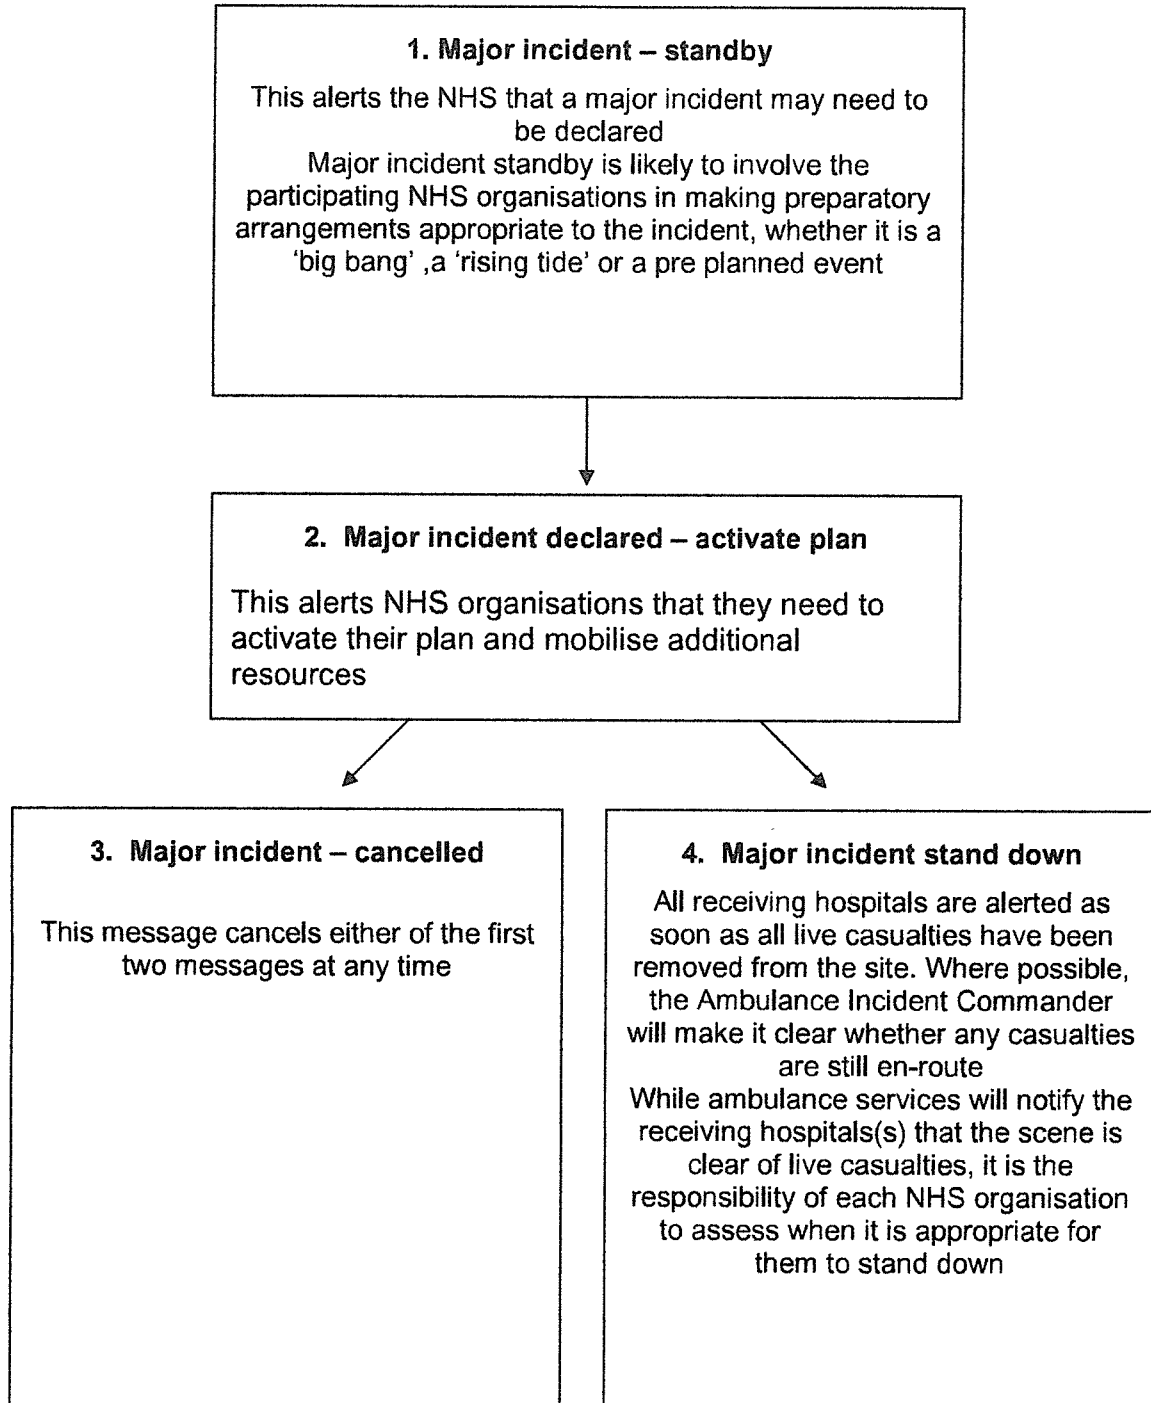 1. Major incident – standby
This alerts the NHS that a major incident may need to
be declared
Major incident standby is likely to involve the
participating NHS organisations in making preparatory
arrangements appropriate to the incident, whether it is a
‘big bang’ ,a ‘rising tide’ or a pre planned event
2. Major incident declared – activate plan
This alerts NHS organisations that they need to
activate their plan and mobilise additional
resources
3. Major incident – cancelled
This message cancels either of the first
two messages at any time
4. Major incident stand down
All receiving hospitals are alerted as
soon as all live casualties have been
removed from the site. Where possible,
the Ambulance Incident Commander
will make it clear whether any casualties
are still en-route
While ambulance services will notify the
receiving hospitals(s) that the scene is
clear of live casualties, it is the
responsibility of each NHS organisation
to assess when it is appropriate for
them to stand down